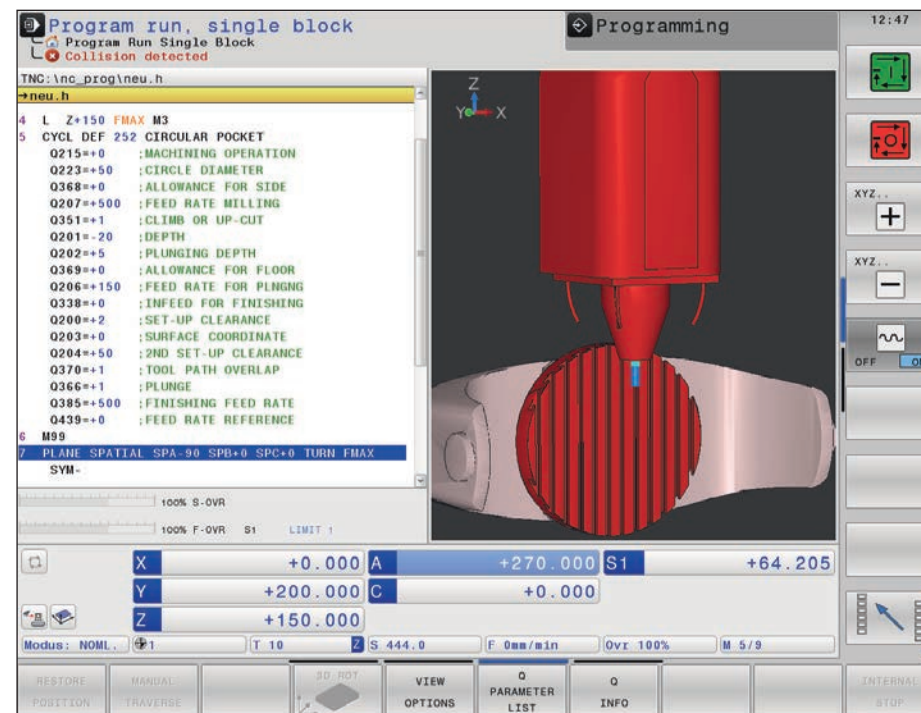 Program run, single block
Programming
12:47
Program Run Single Block
Collision detected
TNC:\nc_prog\neu.h
→neu.h
4 L Z+150 FMAX M3
5 CYCL DEF 252 CIRCULAR POCKET
Q215=+0 ;MACHINING OPERATION
Q223=+50 ;CIRCLE DIAMETER
Q368=+0 ;ALLOWANCE FOR SIDE
Q207=+500 ;FEED RATE MILLING
Q351=+1 ;CLIMB OR UP-CUT
Q201=-20 ;DEPTH
Q202=+5 ;PLUNGING DEPTH
Q369=+0 ;ALLOWANCE FOR FLOOR
Q206=+150 ;FEED RATE FOR PLNGNG
Q338=+0 ;INFEED FOR FINISHING
Q200=+2 ;SET-UP CLEARANCE
Q203=+0 ;SURFACE COORDINATE
Q204=+50 ;2ND SET-UP CLEARANCE
Q370=+1 ;TOOL PATH OVERLAP
Q366=+1 ;PLUNGE
Q385=+500 ;FINISHING FEED RATE
Q439=+0 ;FEED RATE REFERENCE
6 M99
7 PLANE SPATIAL SPA-90 SPB+0 SPC+0 TURN FMAX
SYM-
Z
Y X
XYZ..
+
XYZ..
−
OFF ON
100% S-OVR
100% F-OVR S1 LIMIT 1
X +0.000 A +270.000 S1 +64.205
Y +200.000 C +0.000
Z +150.000
Modus: NOML. 1 T 10 Z S 444.0 F 0mm/min Ovr 100% M 5/9
RESTORE POSITION
MANUAL TRAVERSE
3D ROT
VIEW OPTIONS
Q PARAMETER LIST
Q INFO
INTERNAL STOP